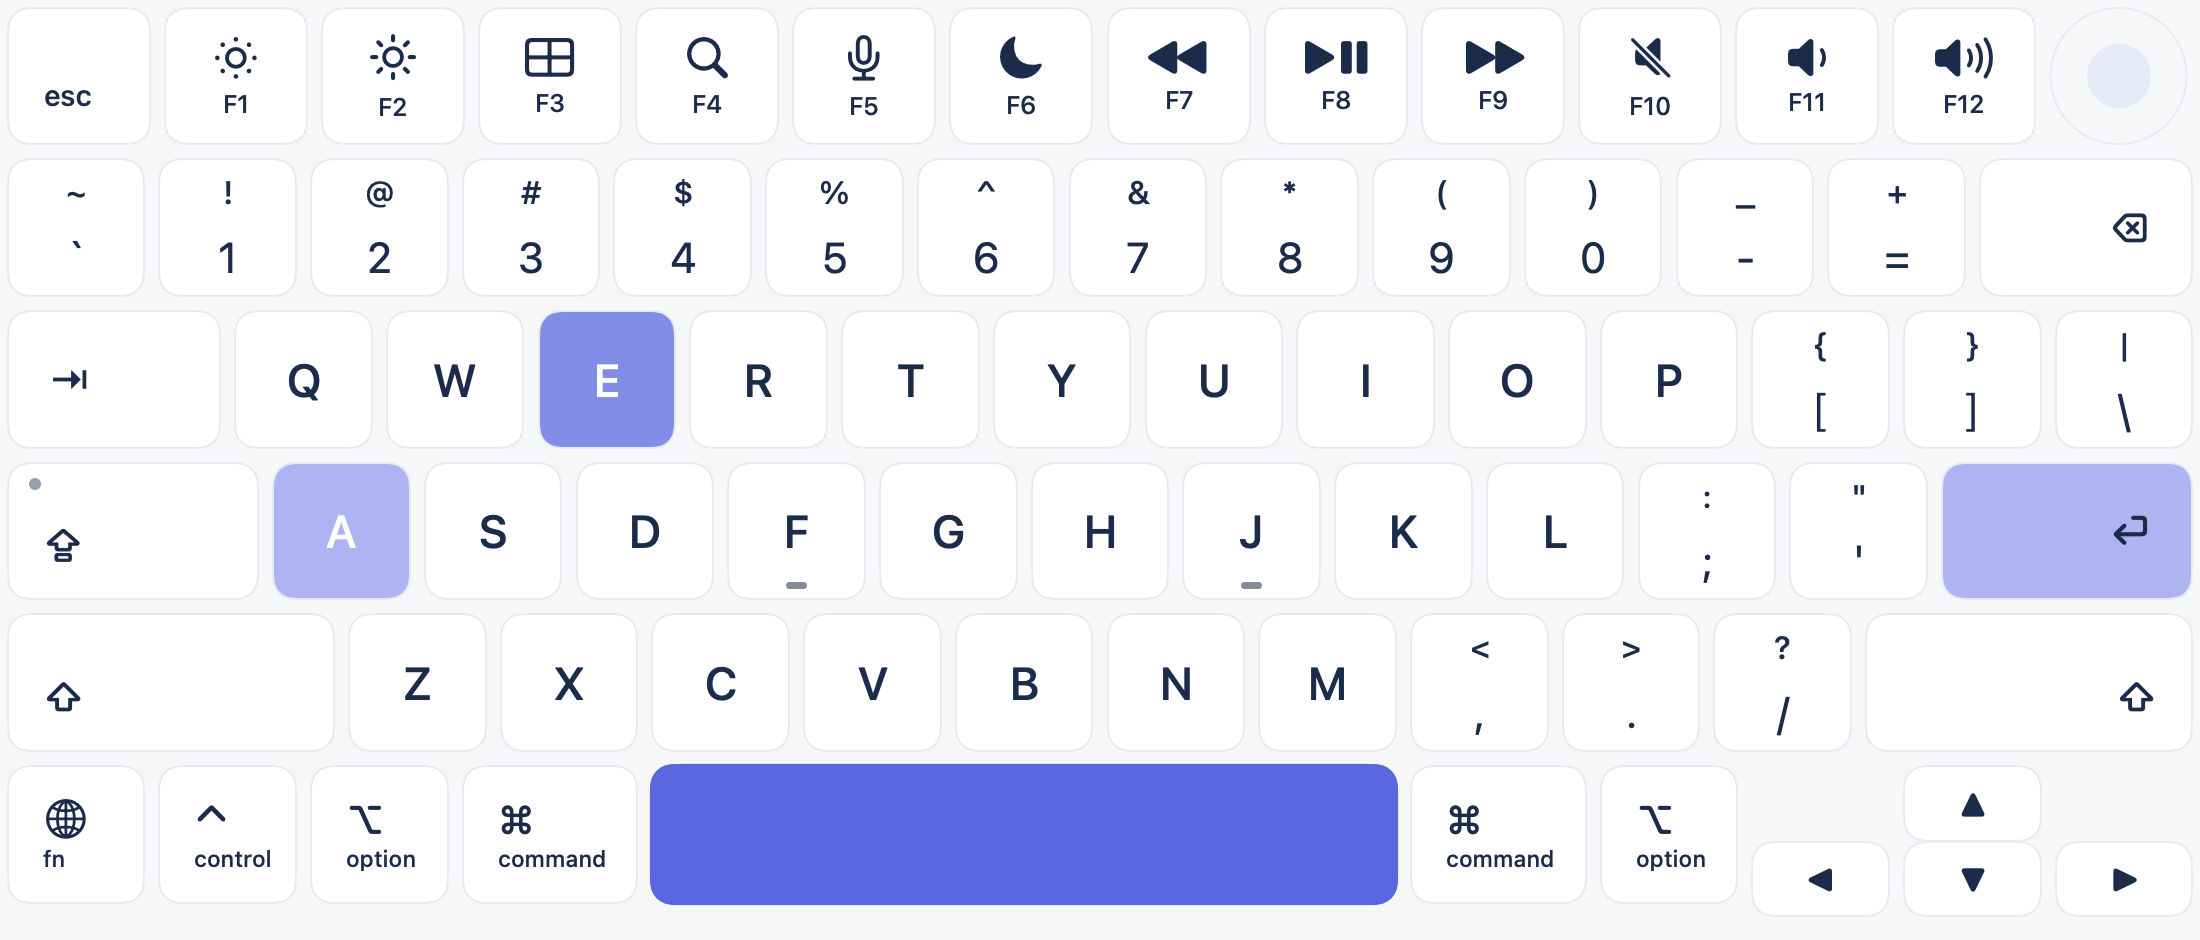 esc F1 F2 F3 F4 F5 F6 F7 F8 F9 F10 F11 F12
~ ! @ # $ % ^ & * ( ) _ +
` 1 2 3 4 5 6 7 8 9 0 - =
Q W E R T Y U I O P { } |
[ ] \
A S D F G H J K L : "
; '
Z X C V B N M < > ?
, . /
fn control option command command option